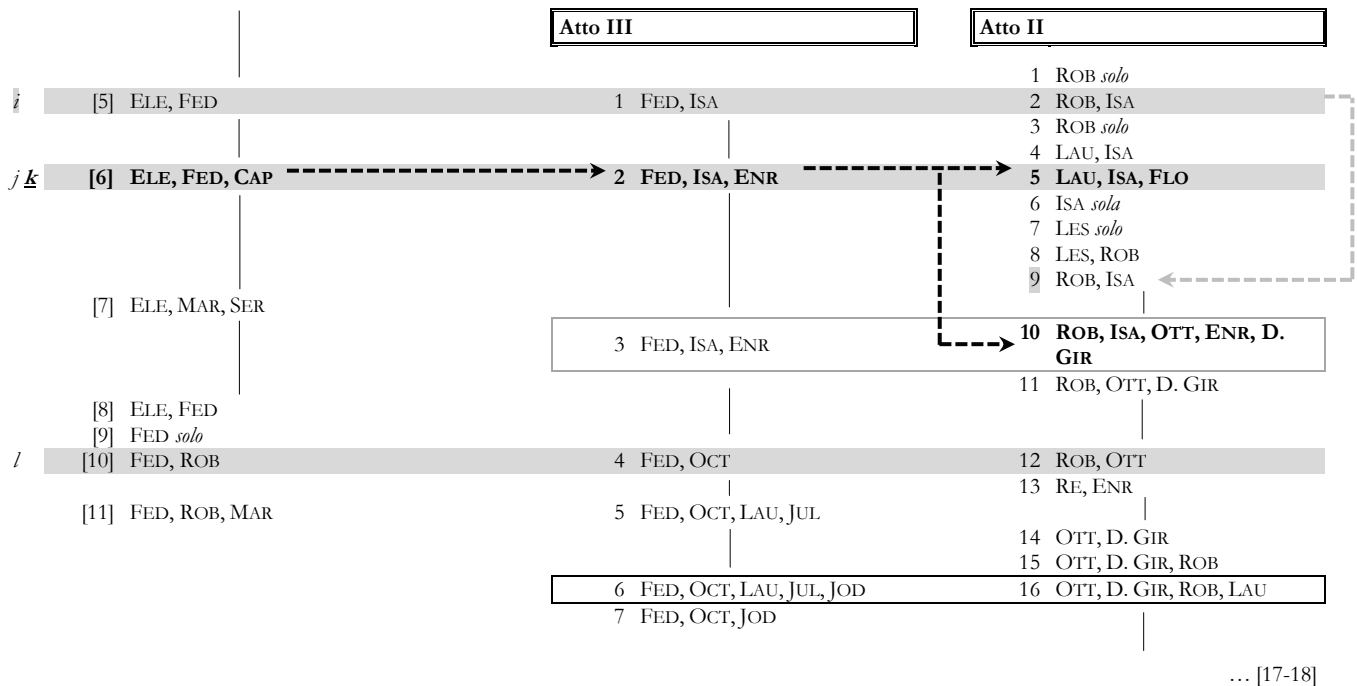 Atto III Atto II
1 ROB solo
i [5] ELE, FED 1 FED, ISA 2 ROB, ISA
3 ROB solo
4 LAU, ISA
j k [6] ELE, FED, CAP 2 FED, ISA, ENR 5 LAU, ISA, FLO
6 ISA sola
7 LES solo
8 LES, ROB
9 ROB, ISA
[7] ELE, MAR, SER
3 FED, ISA, ENR 10 ROB, ISA, OTT, ENR, D.
GIR
11 ROB, OTT, D. GIR
[8] ELE, FED
[9] FED solo
l [10] FED, ROB 4 FED, OCT 12 ROB, OTT
13 RE, ENR
[11] FED, ROB, MAR 5 FED, OCT, LAU, JUL
14 OTT, D. GIR
15 OTT, D. GIR, ROB
6 FED, OCT, LAU, JUL, JOD 16 OTT, D. GIR, ROB, LAU
7 FED, OCT, JOD
… [17-18]